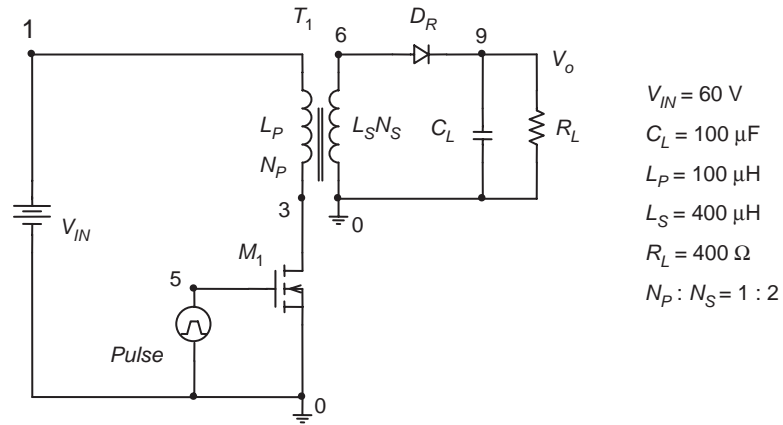 1
T1
6
DR
9
Vo
LP
NP
LSNS
CL
RL
3
0
VIN
M1
5
Pulse
0
VIN = 60 V
CL = 100 μF
LP = 100 μH
LS = 400 μH
RL = 400 Ω
NP : NS = 1 : 2